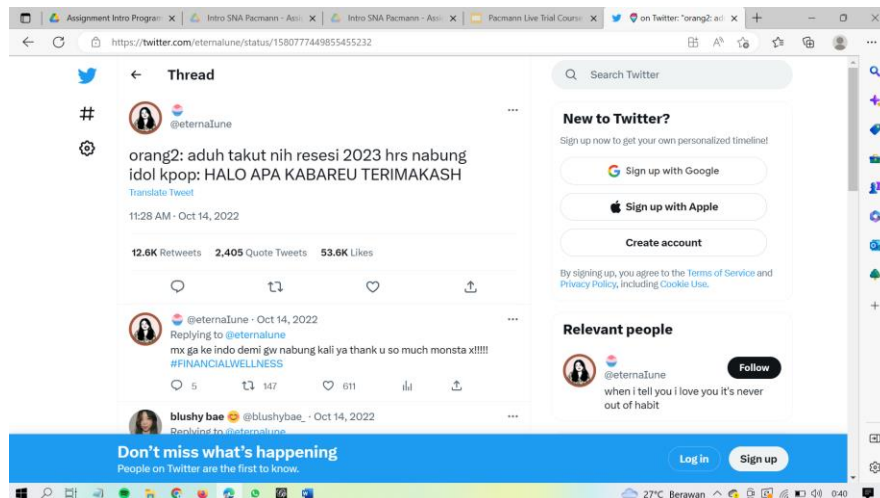 Assignment Intro Program
Intro SNA Pacmann - Assi
Intro SNA Pacmann - Assi
Pacmann Live Trial Course
on Twitter: "orang2: ad
https://twitter.com/eternalune/status/1580777449855455232
Thread
Search Twitter
@eternaIune
orang2: aduh takut nih resesi 2023 hrs nabung
idol kpop: HALO APA KABAREU TERIMAKASH
Translate Tweet
11:28 AM · Oct 14, 2022
12.6K Retweets 2,405 Quote Tweets 53.6K Likes
@eternaIune · Oct 14, 2022
Replying to @eternaIune
mx ga ke indo demi gw nabung kali ya thank u so much monsta x!!!!!
#FINANCIALWELLNESS
5 147 611
blushy bae @blushybae_ · Oct 14, 2022
Replying to @eternaIune
New to Twitter?
Sign up now to get your own personalized timeline!
Sign up with Google
Sign up with Apple
Create account
By signing up, you agree to the Terms of Service and
Privacy Policy, including Cookie Use.
Relevant people
@eternaIune
Follow
when i tell you i love you it's never
out of habit
Don't miss what's happening
People on Twitter are the first to know.
Log in
Sign up
27°C Berawan
0:40